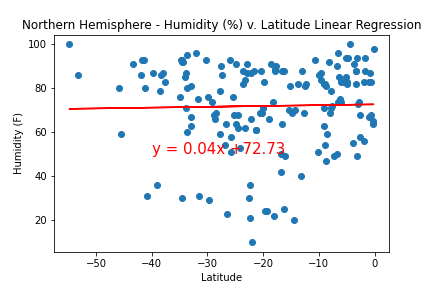 Northern Hemisphere - Humidity (%) v. Latitude Linear Regression
100
80
60
40
20
Humidity (F)
y = 0.04x +72.73
−50
−40
−30
−20
−10
0
Latitude